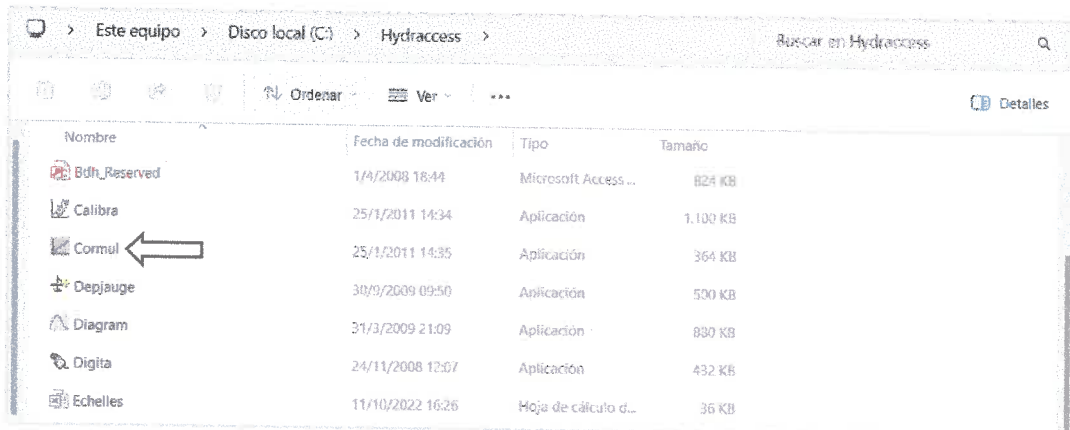 Este equipo > Disco local (C:) > Hydraccess > Buscar en Hydraccess
Ordenar Ver ... Detalles
Nombre Fecha de modificación Tipo Tamaño
Bdh_Reserved 1/4/2008 18:44 Microsoft Access ... 824 KB
Calibra 25/1/2011 14:34 Aplicación 1.100 KB
Cormul 25/1/2011 14:35 Aplicación 364 KB
Depjauge 30/9/2009 09:50 Aplicación 500 KB
Diagram 31/3/2009 21:09 Aplicación 880 KB
Digita 24/11/2008 12:07 Aplicación 432 KB
Echelles 11/10/2022 16:26 Hoja de cálculo d... 36 KB